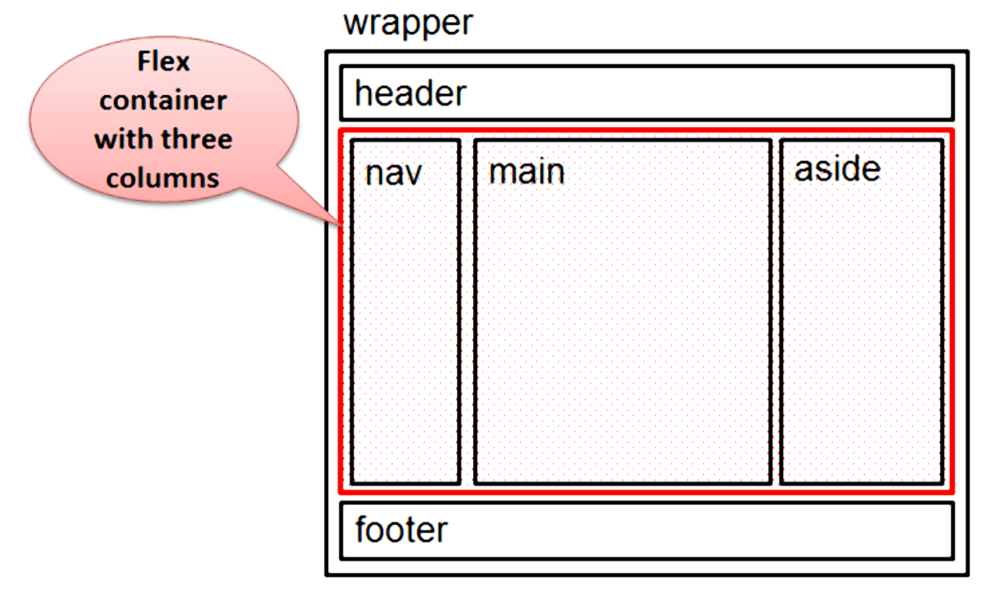 wrapper
Flex
container
with three
columns
header
nav
main
aside
footer